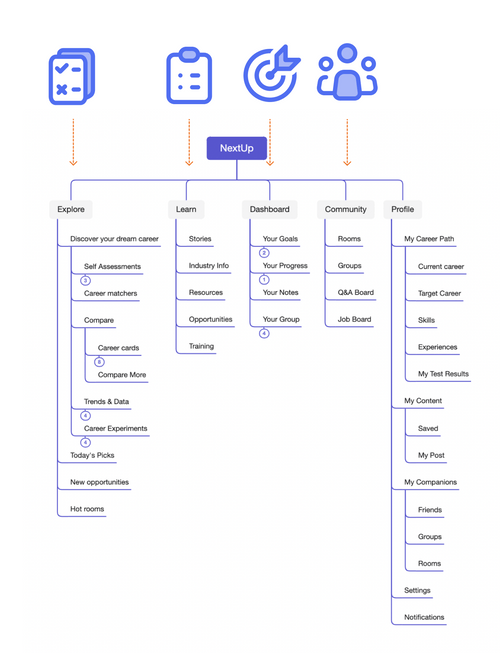 NextUp
Explore
Discover your dream career
Self Assessments
3
Career matchers
Compare
Career cards
8
Compare More
Trends & Data
4
Career Experiments
4
Today's Picks
New opportunities
Hot rooms
Learn
Stories
Industry Info
Resources
Opportunities
Training
Dashboard
Your Goals
2
Your Progress
1
Your Notes
Your Group
4
Community
Rooms
Groups
Q&A Board
Job Board
Profile
My Career Path
Current career
Target Career
Skills
Experiences
My Test Results
My Content
Saved
My Post
My Companions
Friends
Groups
Rooms
Settings
Notifications